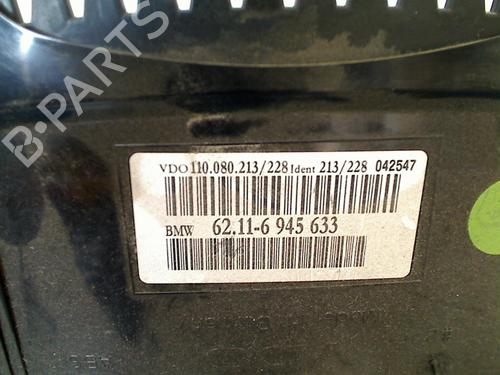 B-PARTS
VDO 110.080.213/228 Ident 213/228 042547
BMW 62.11-6 945 633